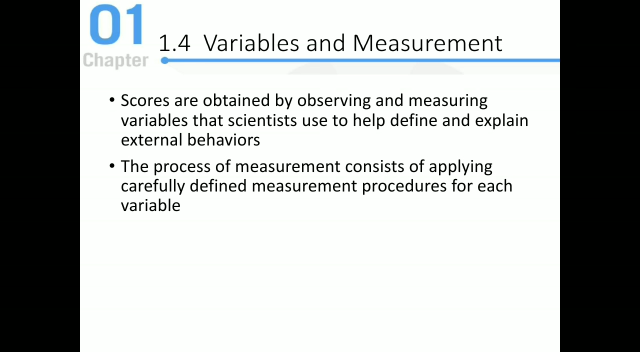 01
Chapter
1.4 Variables and Measurement
• Scores are obtained by observing and measuring
variables that scientists use to help define and explain
external behaviors
• The process of measurement consists of applying
carefully defined measurement procedures for each
variable